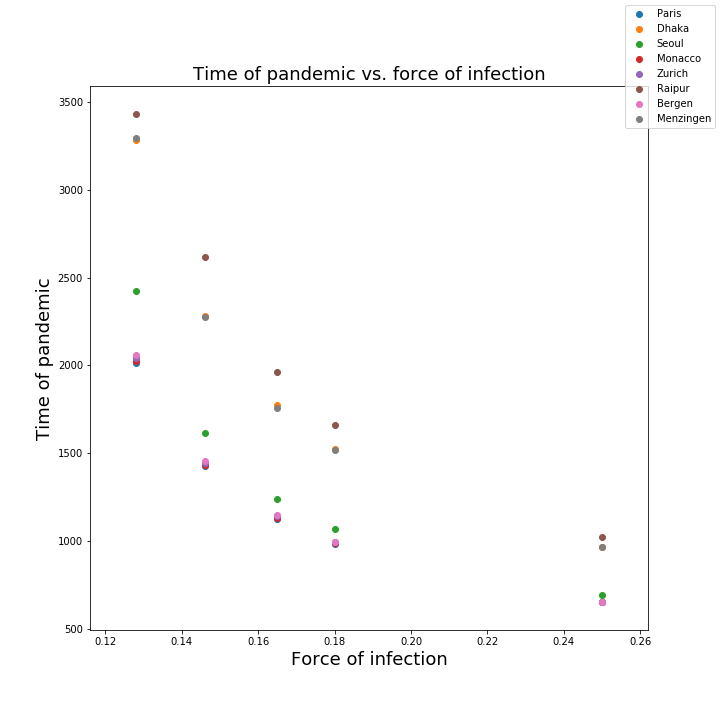 Paris
Dhaka
Seoul
Monacco
Zurich
Raipur
Bergen
Menzingen
Time of pandemic vs. force of infection
3500
3000
2500
2000
1500
1000
500
Time of pandemic
0.12 0.14 0.16 0.18 0.20 0.22 0.24 0.26
Force of infection